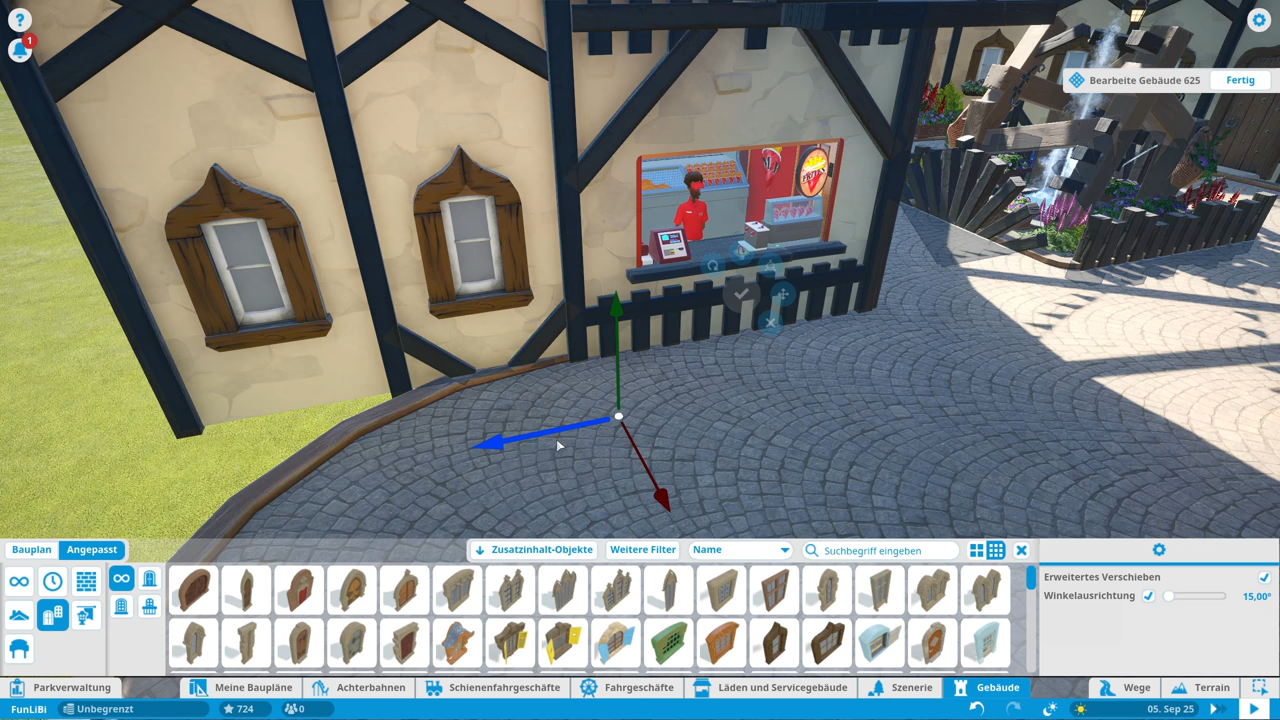 ?
1
Bearbeite Gebäude 625
Fertig
FRITES
Bauplan
Angepasst
Zusatzinhalt-Objekte
Weitere Filter
Name
Suchbegriff eingeben
Erweitertes Verschieben
Winkelausrichtung
15,00°
Parkverwaltung
Meine Baupläne
Achterbahnen
Schienenfahrgeschäfte
Fahrgeschäfte
Läden und Servicegebäude
Szenerie
Gebäude
Wege
Terrain
FunLiBi
Unbegrenzt
724
0
05. Sep 25